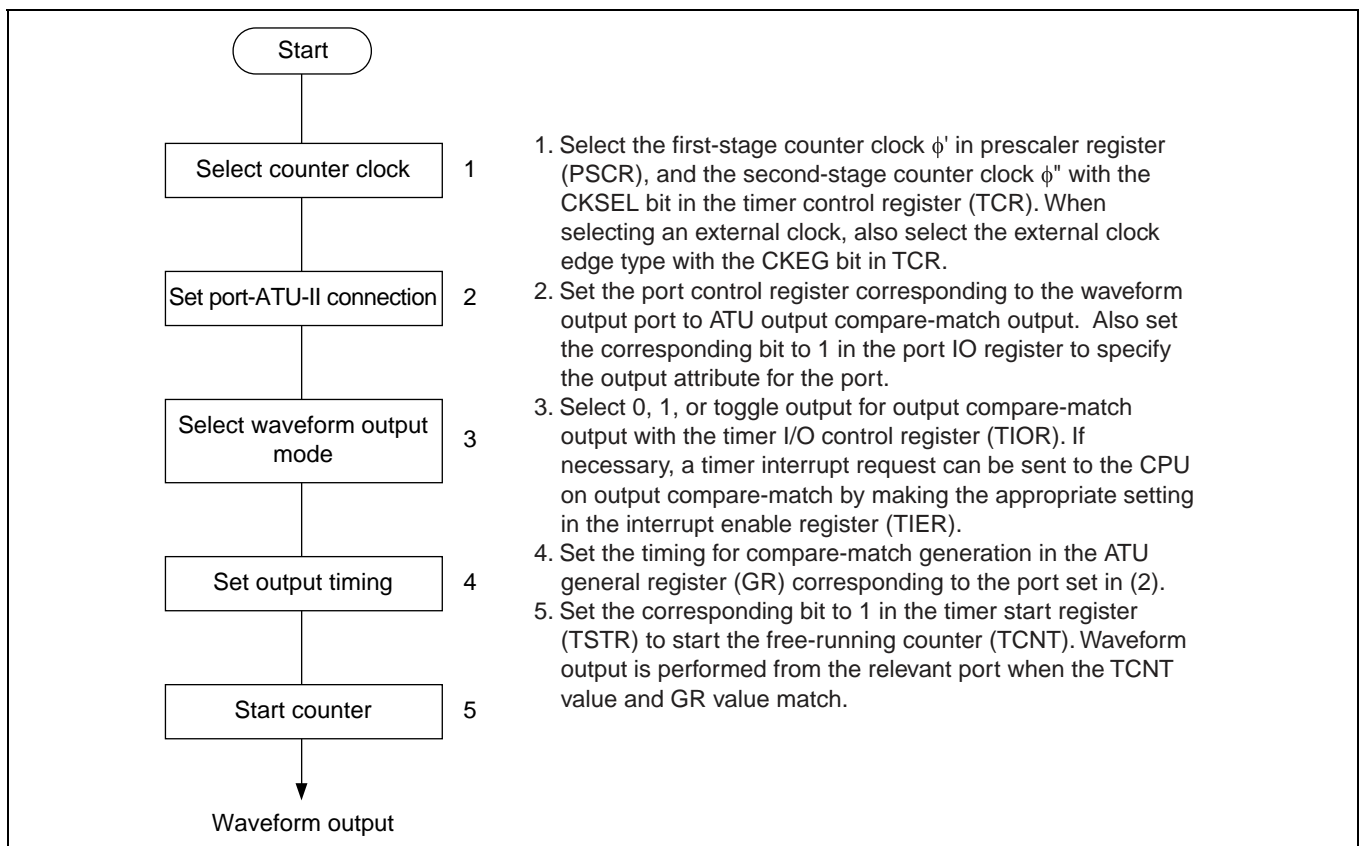 Start
Select counter clock
1
Set port-ATU-II connection
2
Select waveform output
mode
3
Set output timing
4
Start counter
5
Waveform output
1. Select the first-stage counter clock ϕ' in prescaler register
(PSCR), and the second-stage counter clock ϕ" with the
CKSEL bit in the timer control register (TCR). When
selecting an external clock, also select the external clock
edge type with the CKEG bit in TCR.
2. Set the port control register corresponding to the waveform
output port to ATU output compare-match output. Also set
the corresponding bit to 1 in the port IO register to specify
the output attribute for the port.
3. Select 0, 1, or toggle output for output compare-match
output with the timer I/O control register (TIOR). If
necessary, a timer interrupt request can be sent to the CPU
on output compare-match by making the appropriate setting
in the interrupt enable register (TIER).
4. Set the timing for compare-match generation in the ATU
general register (GR) corresponding to the port set in (2).
5. Set the corresponding bit to 1 in the timer start register
(TSTR) to start the free-running counter (TCNT). Waveform
output is performed from the relevant port when the TCNT
value and GR value match.